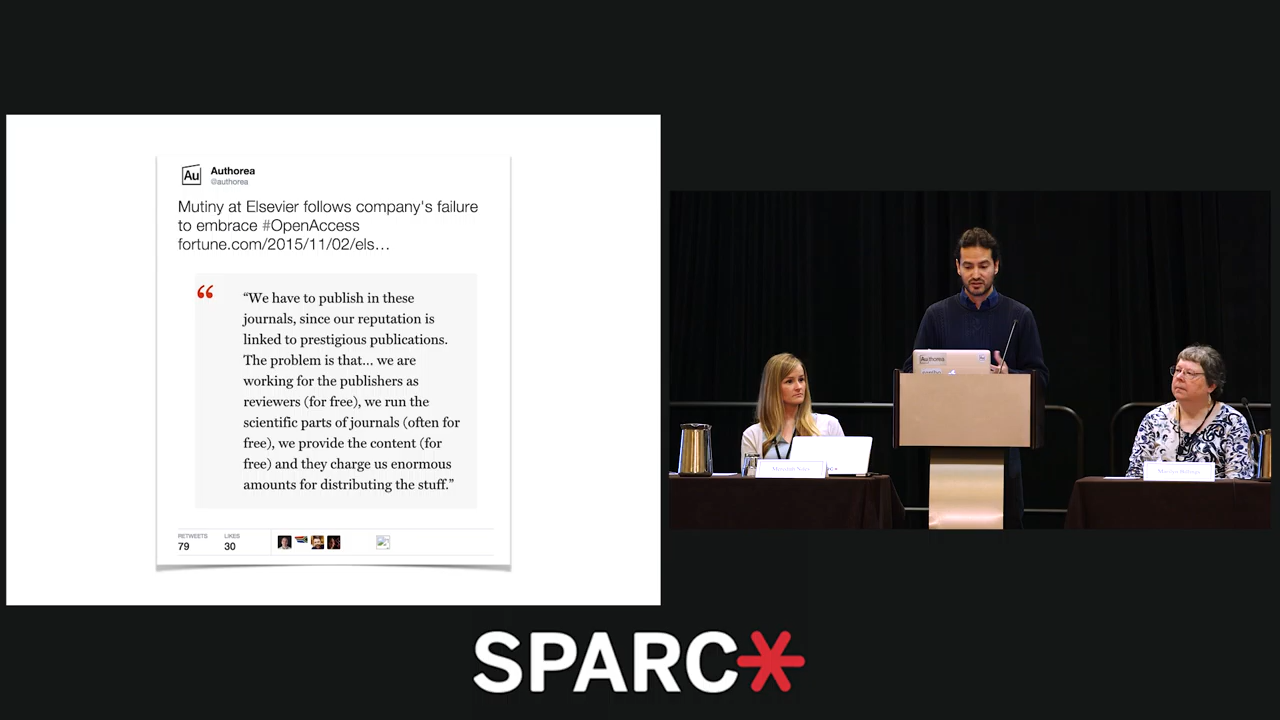 Au
Authorea
@authorea
Mutiny at Elsevier follows company's failure
to embrace #OpenAccess
fortune.com/2015/11/02/els…
“
“We have to publish in these
journals, since our reputation is
linked to prestigious publications.
The problem is that... we are
working for the publishers as
reviewers (for free), we run the
scientific parts of journals (often for
free), we provide the content (for
free) and they charge us enormous
amounts for distributing the stuff.”
RETWEETS
79
LIKES
30
Authorea
SPARC*